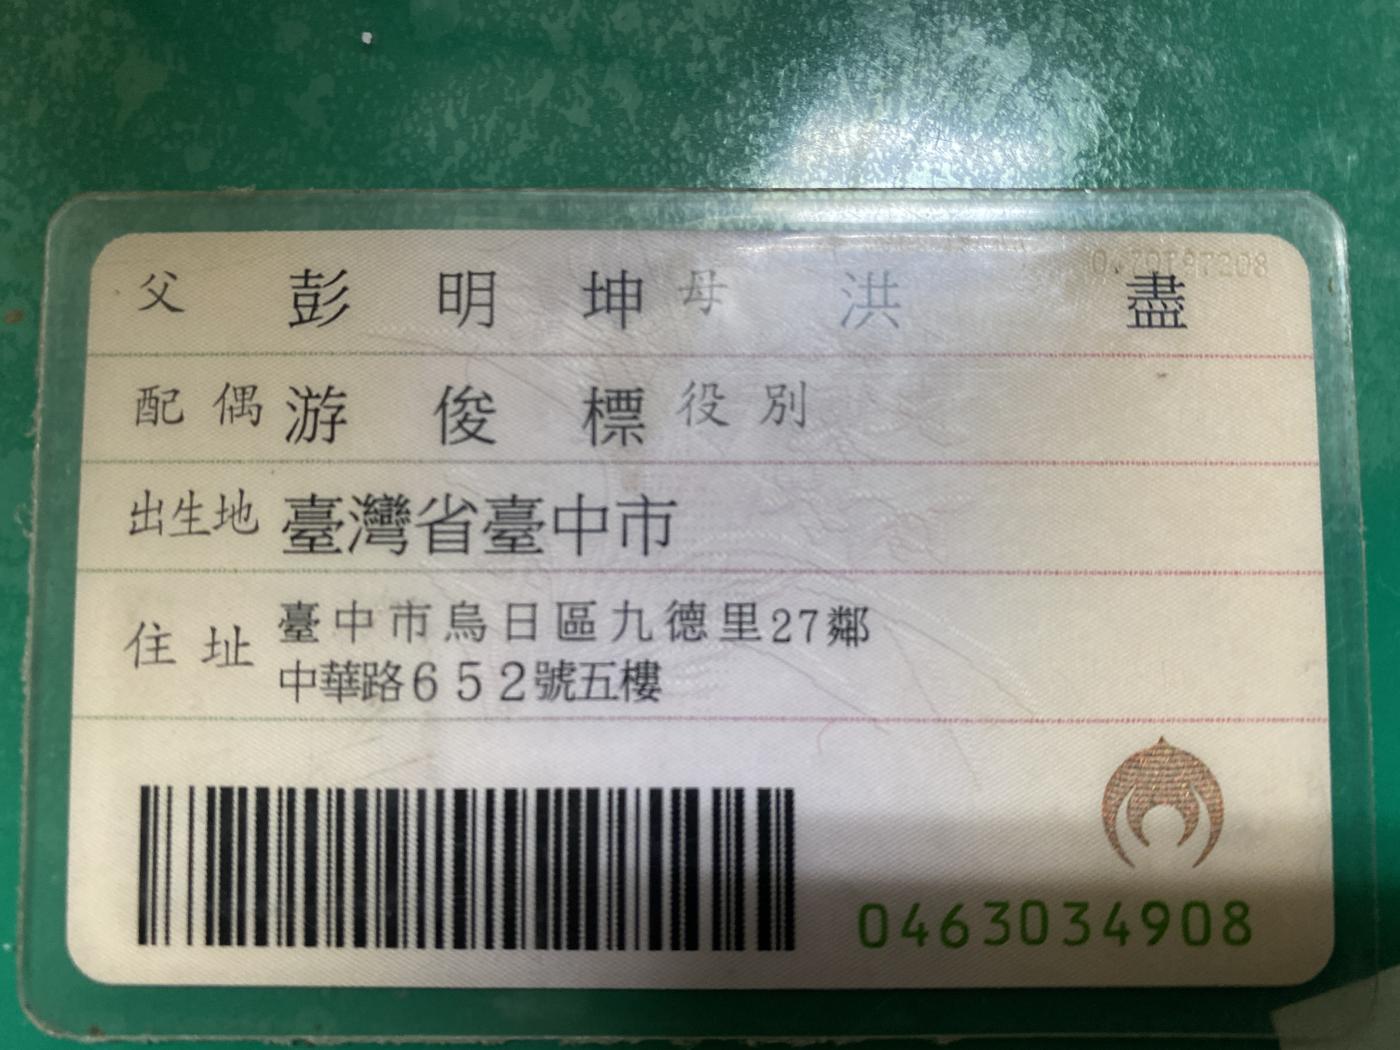 父 彭明坤 母 洪盡
配偶 游俊標 役別
出生地 臺灣省臺中市
住址 臺中市烏日區九德里27鄰
中華路652號五樓
0463034908